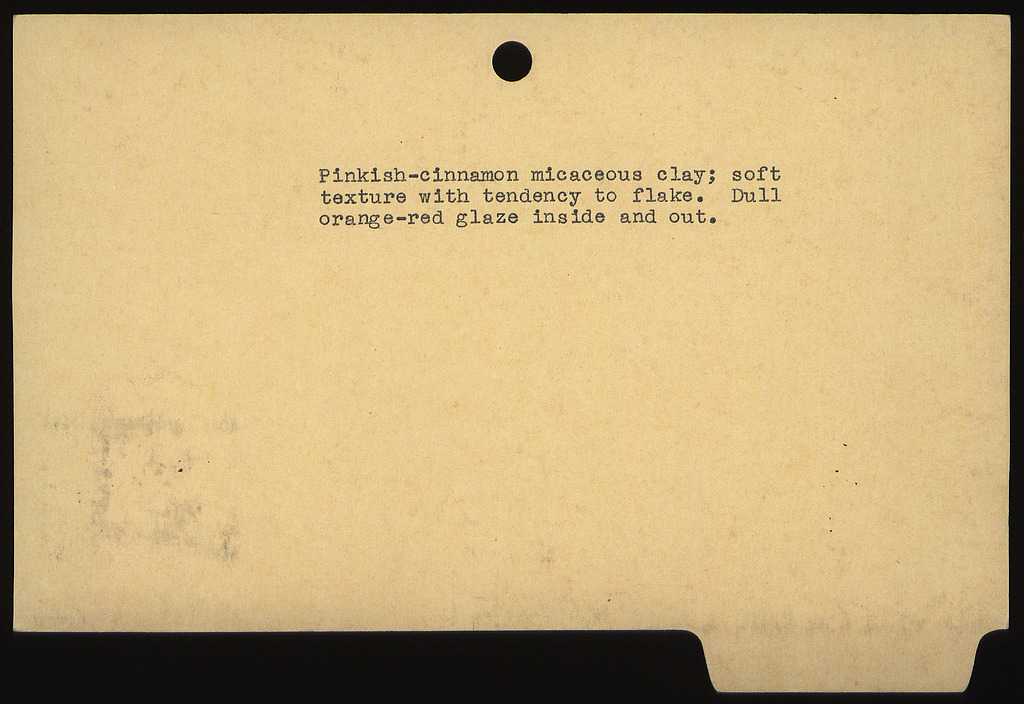 Pinkish-cinnamon micaceous clay; soft
texture with tendency to flake.  Dull
orange-red glaze inside and out.